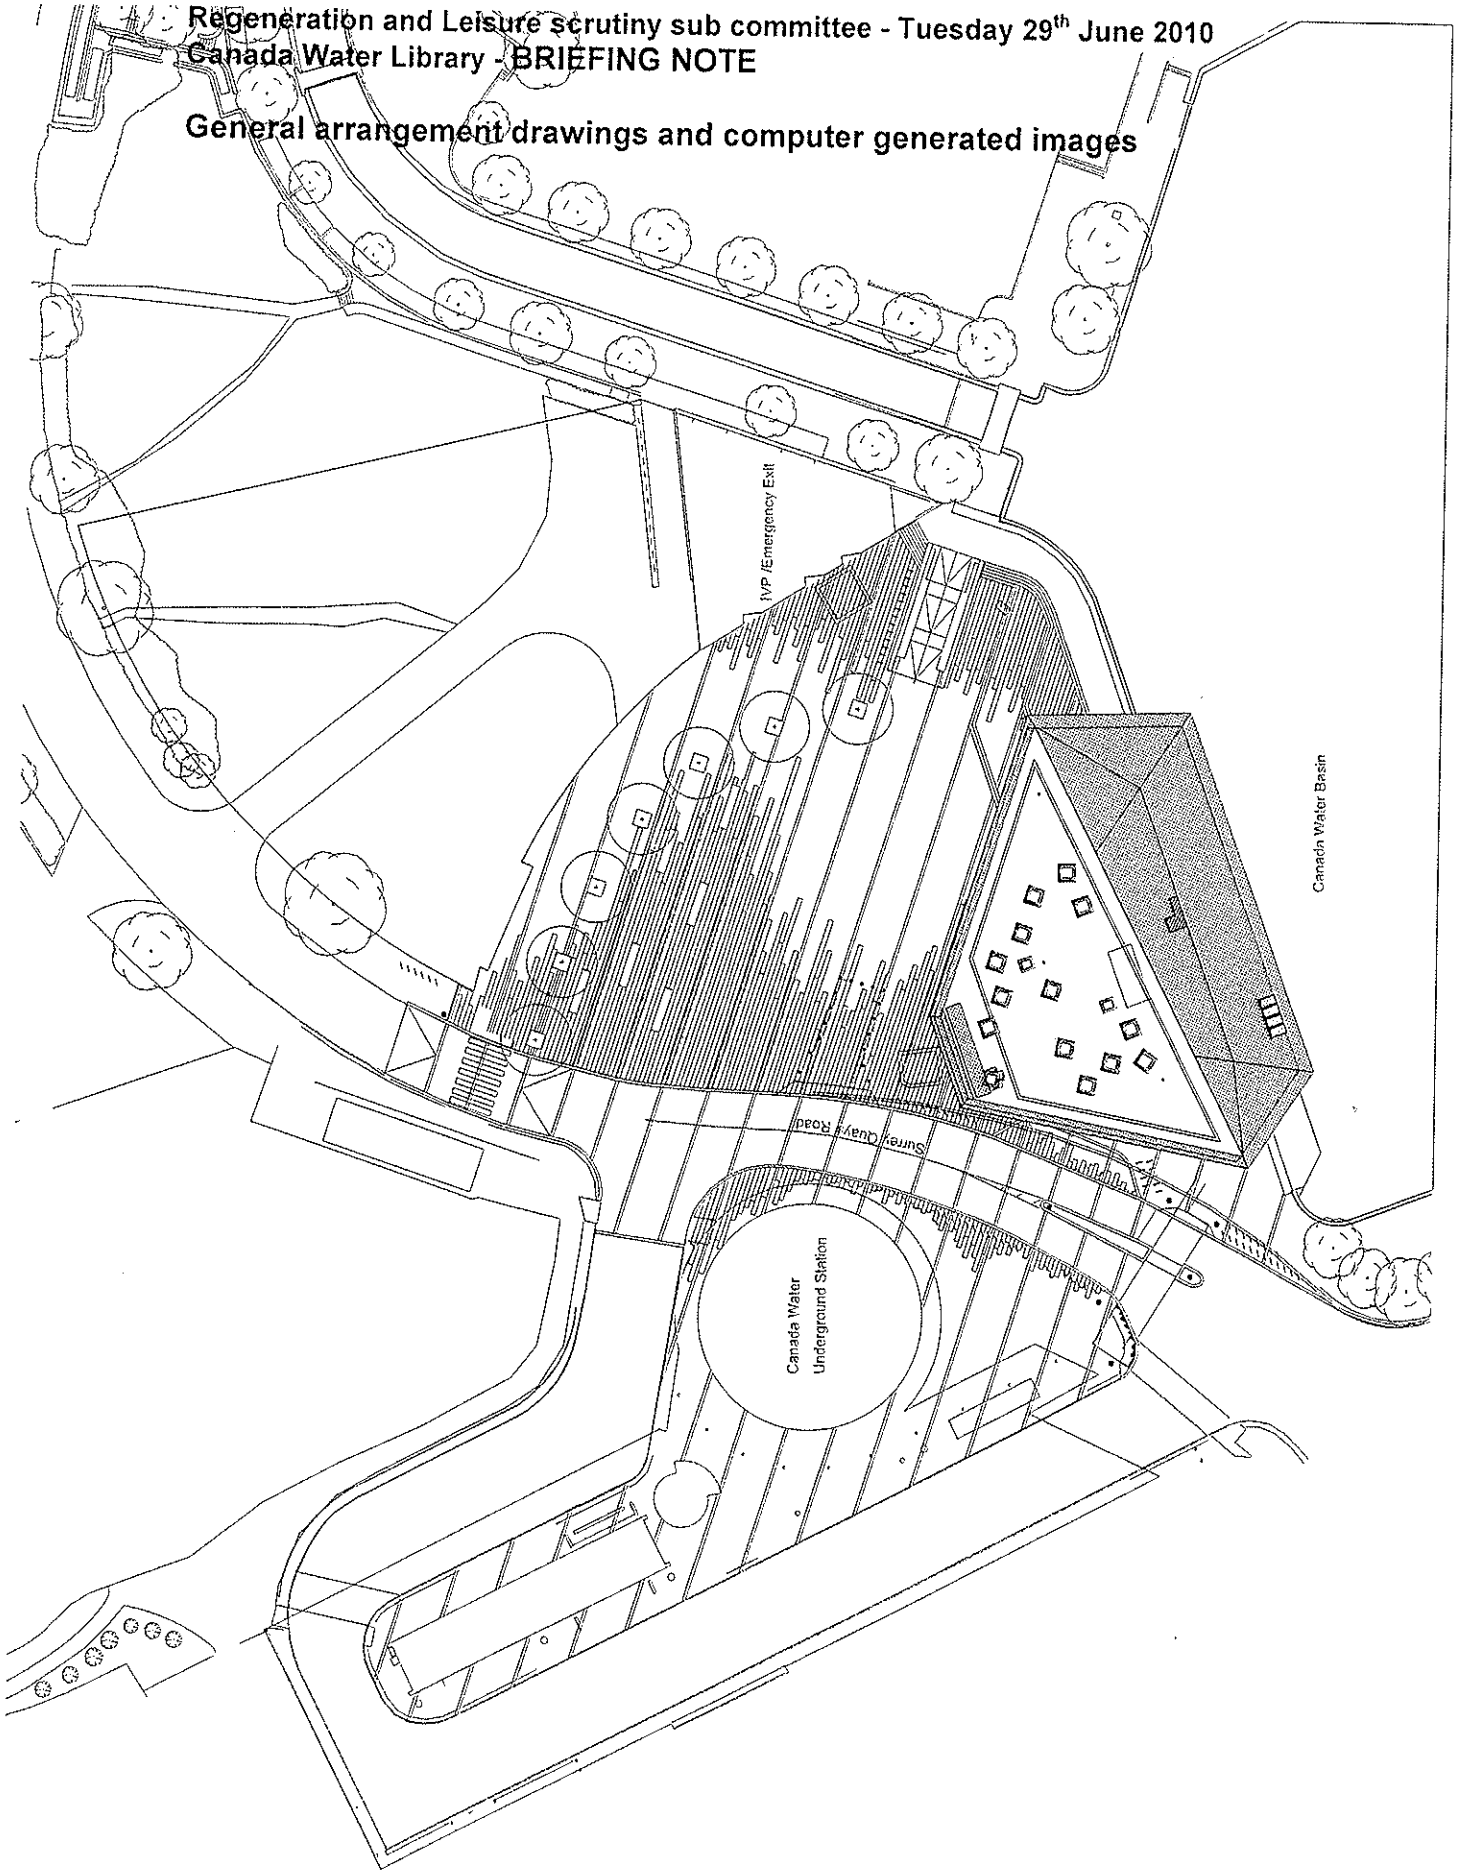 Regeneration and Leisure scrutiny sub committee - Tuesday 29th June 2010
Canada Water Library - BRIEFING NOTE
General arrangement drawings and computer generated images
IVP /Emergency Exit
Canada Water Basin
Surrey Quays Road
Canada Water
Underground Station